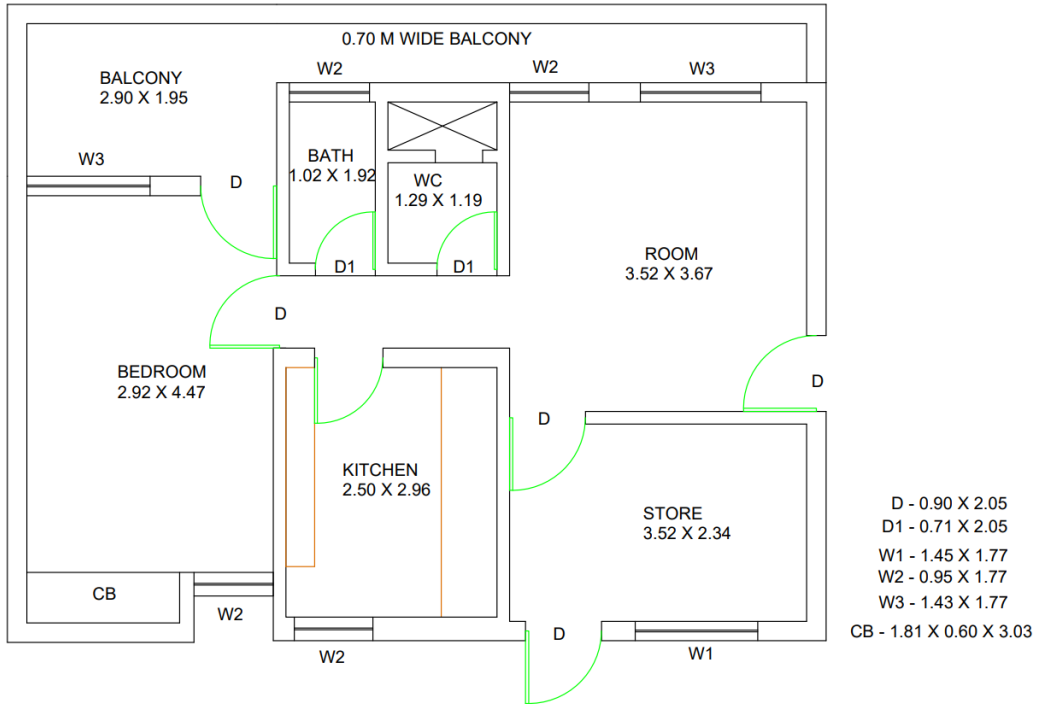 0.70 M WIDE BALCONY
BALCONY
2.90 X 1.95
W2
W2
W3
W3
D
BATH
1.02 X 1.92
WC
1.29 X 1.19
D1
D1
ROOM
3.52 X 3.67
D
BEDROOM
2.92 X 4.47
D
D
KITCHEN
2.50 X 2.96
STORE
3.52 X 2.34
CB
W2
W2
D
W1
D - 0.90 X 2.05
D1 - 0.71 X 2.05
W1 - 1.45 X 1.77
W2 - 0.95 X 1.77
W3 - 1.43 X 1.77
CB - 1.81 X 0.60 X 3.03